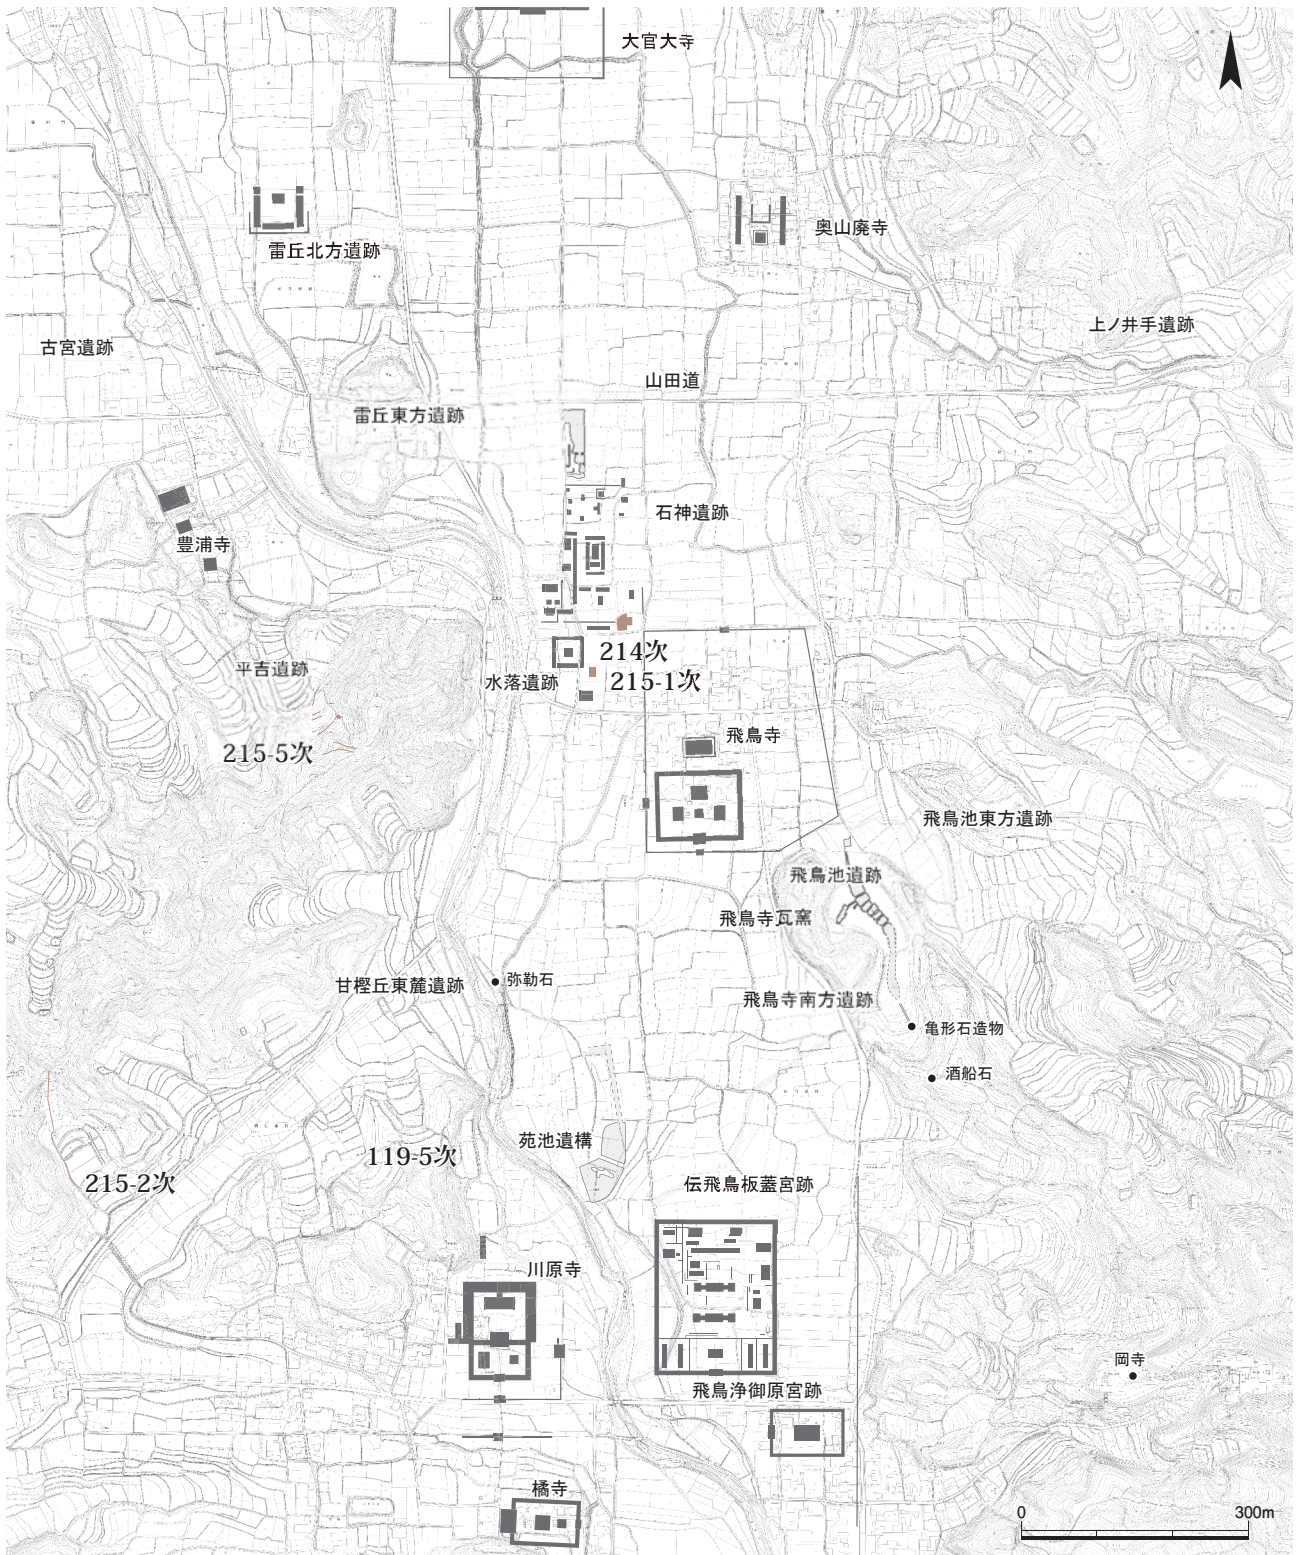 大官大寺
奥山廃寺
雷丘北方遺跡
上ノ井手遺跡
古宮遺跡
山田道
雷丘東方遺跡
石神遺跡
豊浦寺
214次
平吉遺跡
水落遺跡
215-1次
飛鳥寺
215-5次
飛鳥池東方遺跡
飛鳥池遺跡
飛鳥寺瓦窯
弥勒石
甘樫丘東麓遺跡
飛鳥寺南方遺跡
亀形石造物
酒船石
苑池遺構
119-5次
215-2次
伝飛鳥板蓋宮跡
川原寺
岡寺
飛鳥浄御原宮跡
橘寺
0 300m